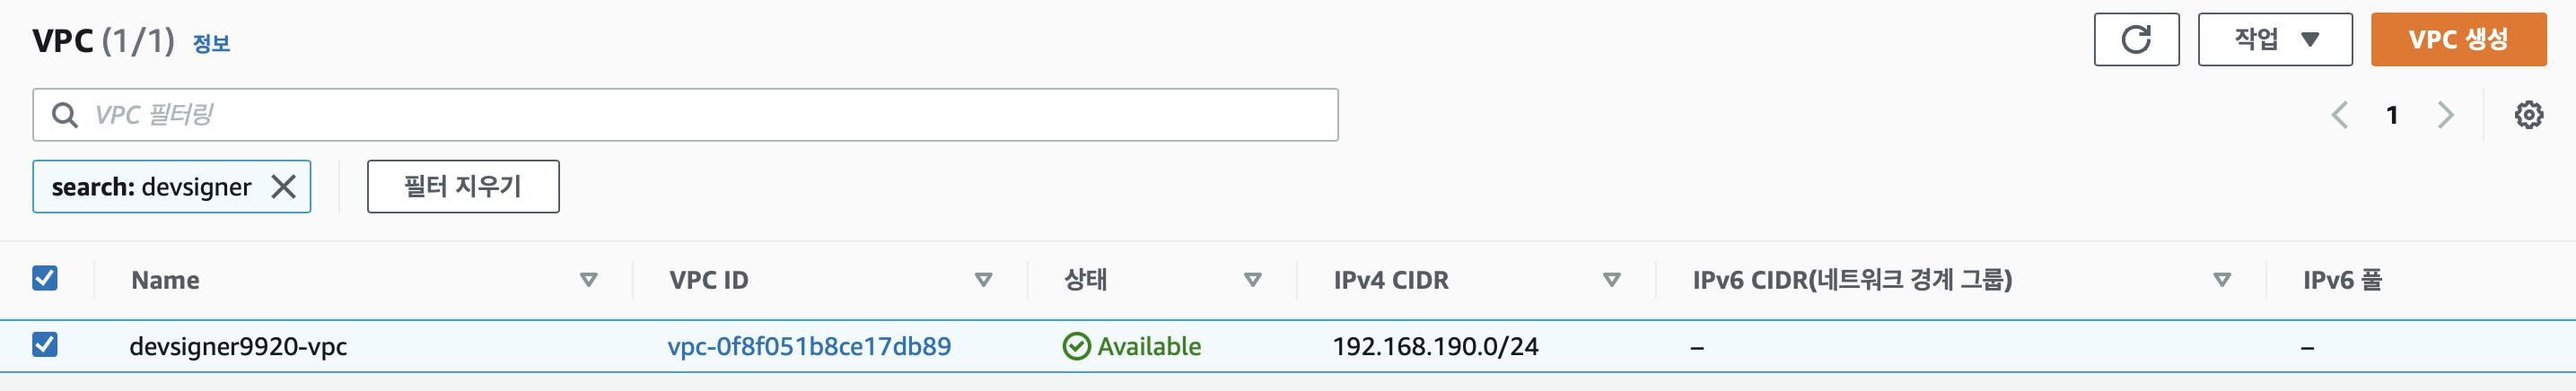 VPC (1/1) 정보 작업 VPC 생성
VPC 필터링 1
search: devsigner 필터 지우기
Name VPC ID 상태 IPv4 CIDR IPv6 CIDR(네트워크 경계 그룹) IPv6 풀
devsigner9920-vpc vpc-0f8f051b8ce17db89 Available 192.168.190.0/24 – –